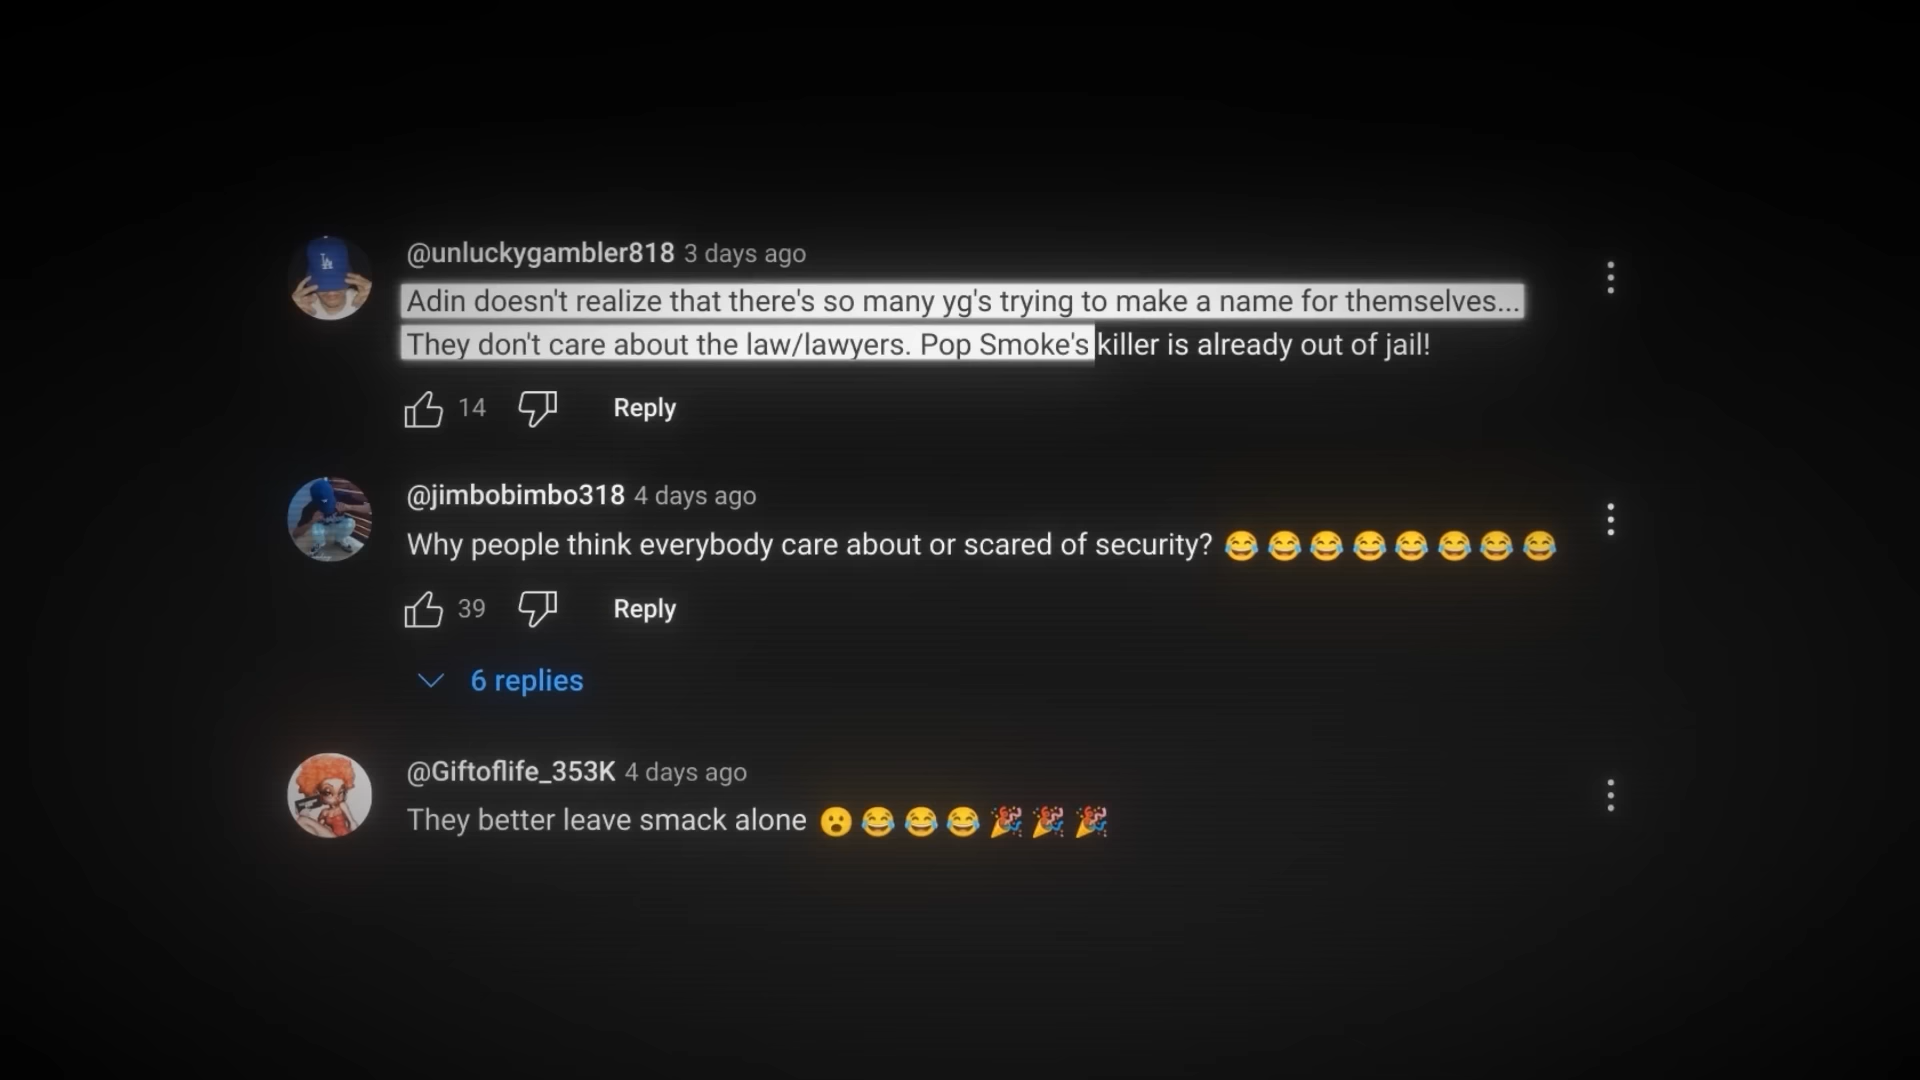 @unluckygambler818 3 days ago
Adin doesn't realize that there's so many yg's trying to make a name for themselves...
They don't care about the law/lawyers. Pop Smoke's killer is already out of jail!
14 Reply
@jimbobimbo318 4 days ago
Why people think everybody care about or scared of security? 😂😂😂😂😂😂😂😂
39 Reply
6 replies
@Giftoflife_353K 4 days ago
They better leave smack alone 😮😂😂😂🎉🎉🎉